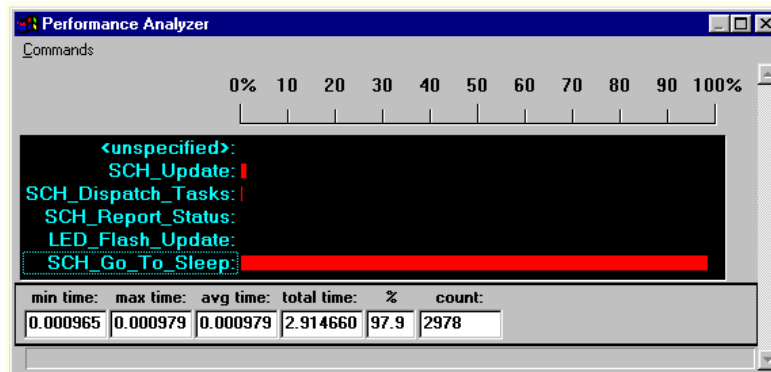 Performance Analyzer
Commands
0% 10 20 30 40 50 60 70 80 90 100%
<unspecified>:
SCH_Update:
SCH_Dispatch_Tasks:
SCH_Report_Status:
LED_Flash_Update:
SCH_Go_To_Sleep:
min time: max time: avg time: total time: % count:
0.000965 0.000979 0.000979 2.914660 97.9 2978